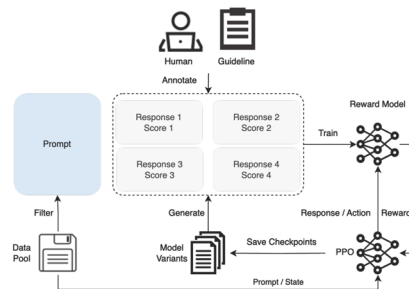 Human
Guideline
Annotate
Reward Model
Response 1
Score 1
Response 2
Score 2
Prompt
Train
Response 3
Score 3
Response 4
Score 4
Filter
Generate
Response / Action
Reward
Data
Pool
Model
Variants
Save Checkpoints
PPO
Prompt / State